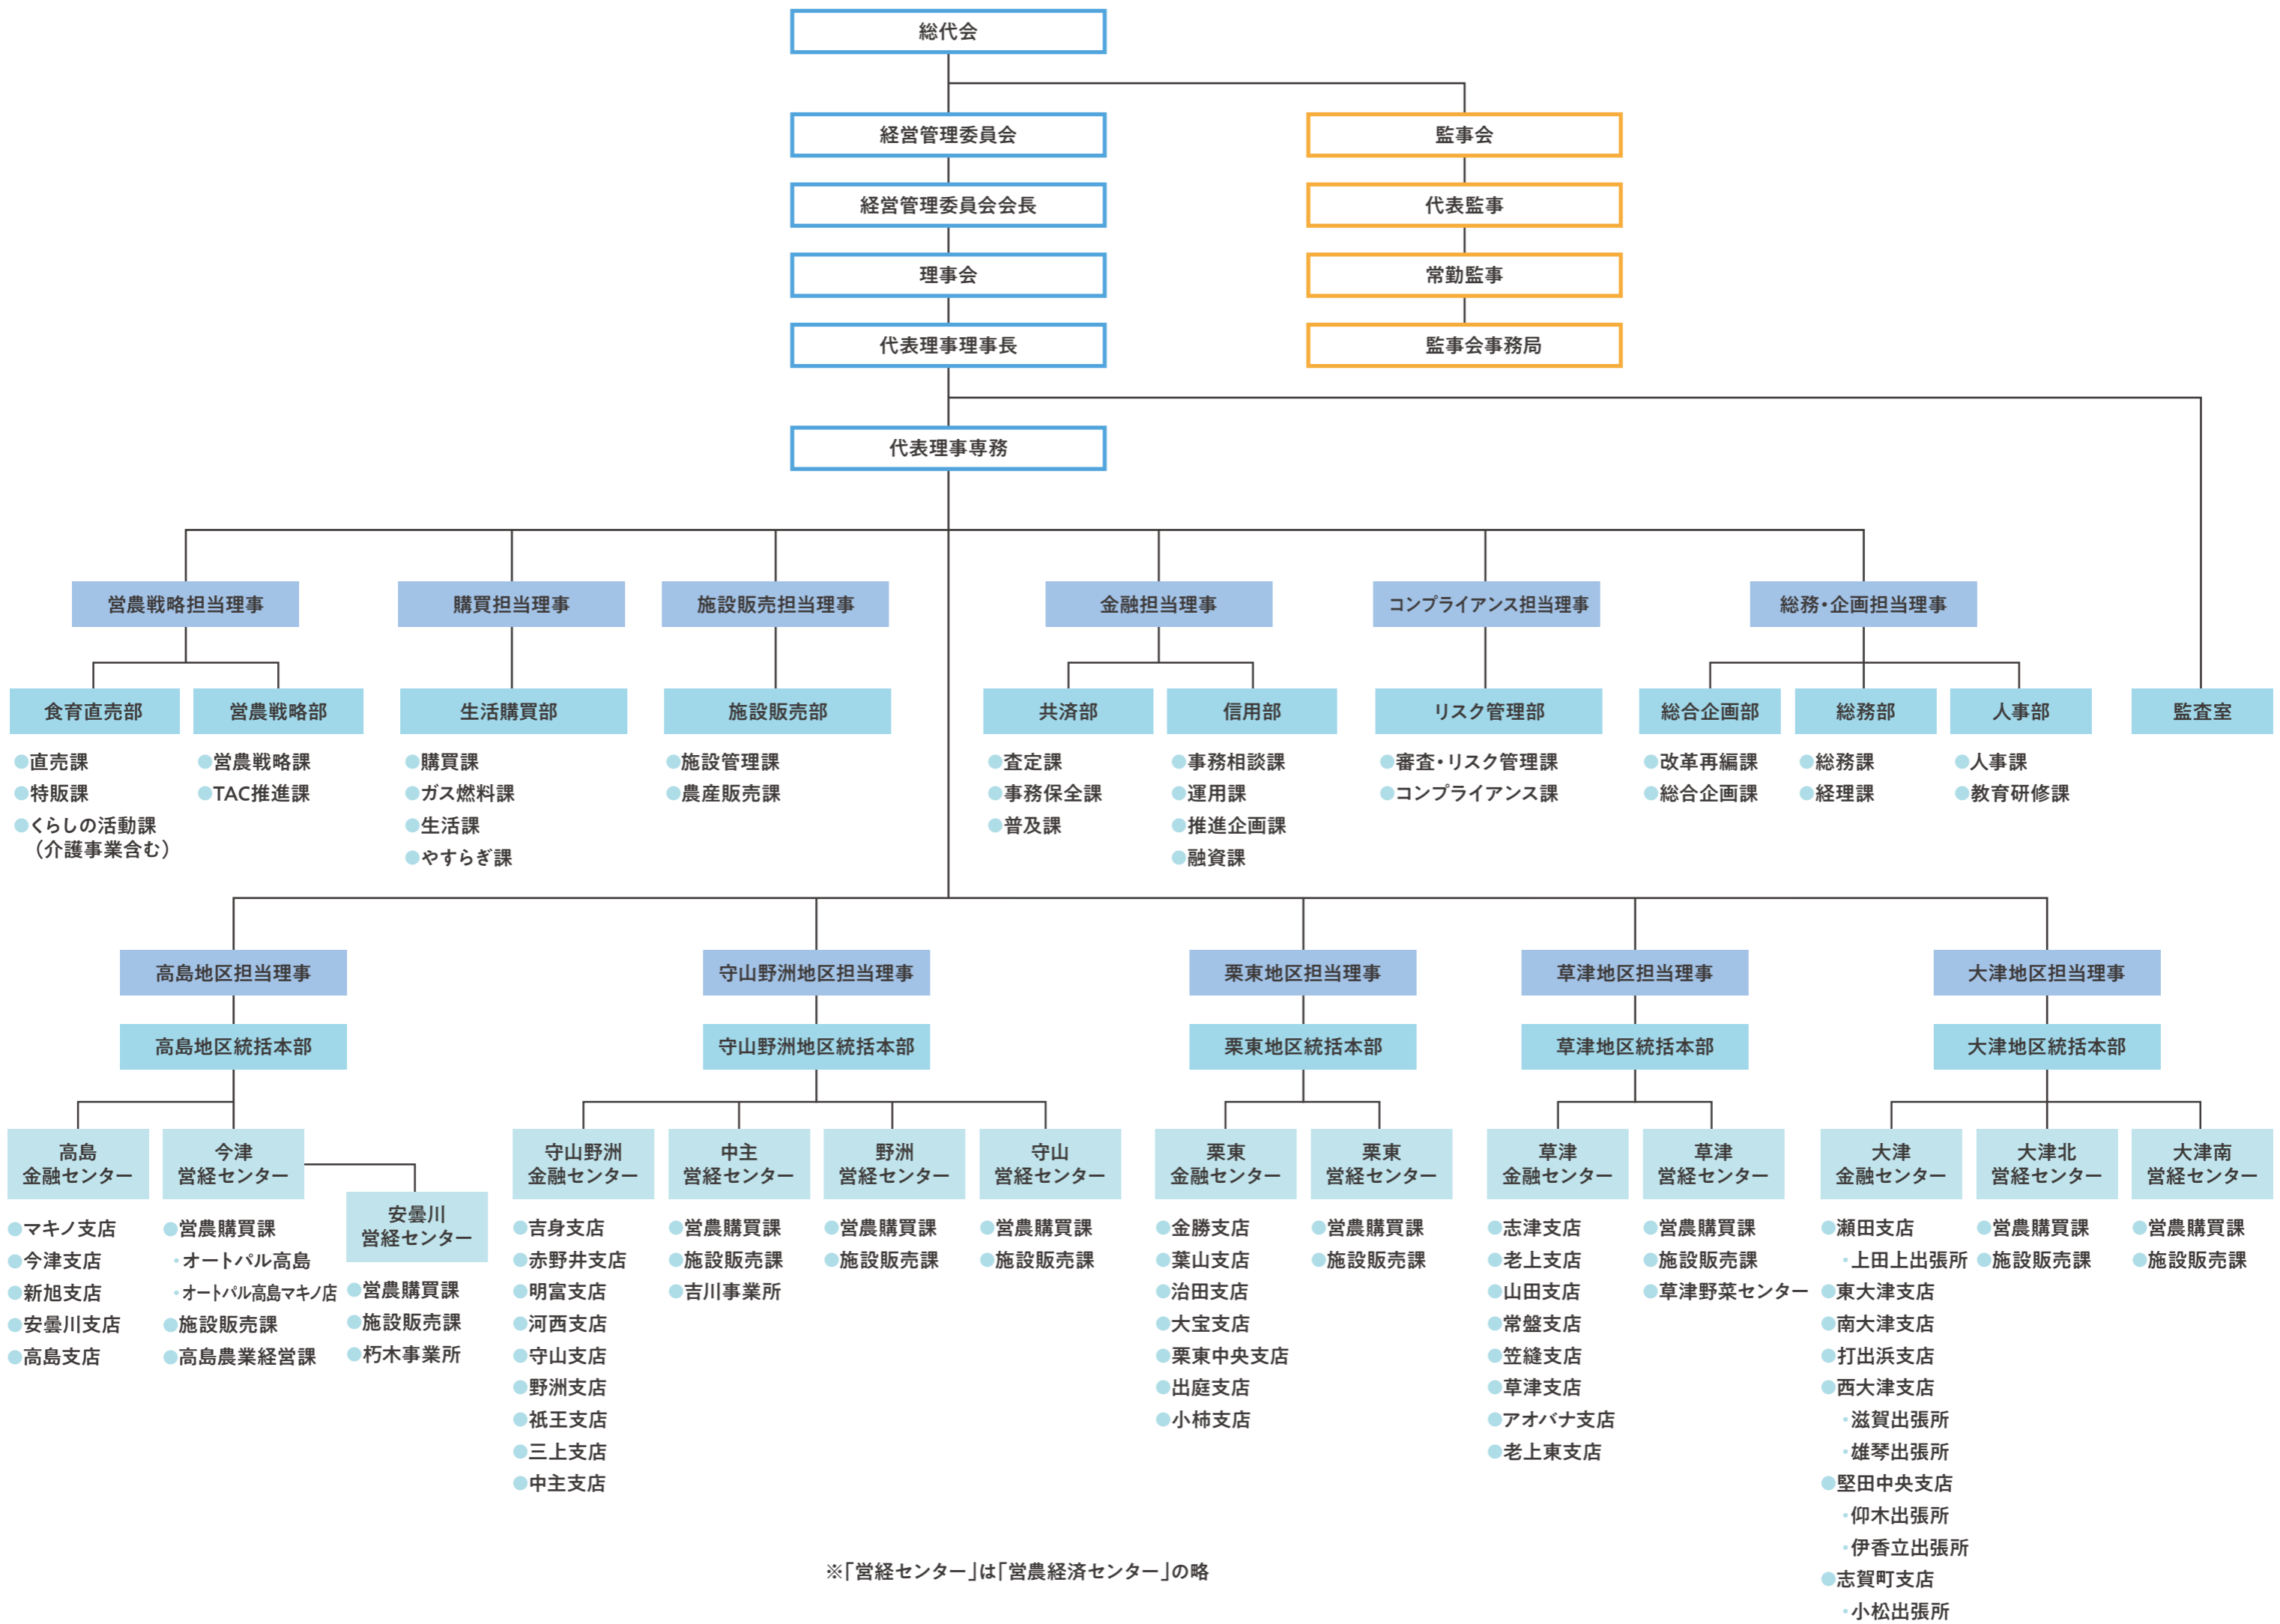 総代会
経営管理委員会
監事会
経営管理委員会会長
代表監事
理事会
常勤監事
代表理事理事長
監事会事務局
代表理事専務
営農戦略担当理事
購買担当理事
施設販売担当理事
金融担当理事
コンプライアンス担当理事
総務・企画担当理事
食育直売部
●直売課
●特販課
●くらしの活動課
（介護事業含む）
営農戦略部
●営農戦略課
●TAC推進課
生活購買部
●購買課
●ガス燃料課
●生活課
●やすらぎ課
施設販売部
●施設管理課
●農産販売課
共済部
●査定課
●事務保全課
●普及課
信用部
●事務相談課
●運用課
●推進企画課
●融資課
リスク管理部
●審査・リスク管理課
●コンプライアンス課
総合企画部
●改革再編課
●総合企画課
総務部
●総務課
●経理課
人事部
●人事課
●教育研修課
監査室
高島地区担当理事
守山野洲地区担当理事
栗東地区担当理事
草津地区担当理事
大津地区担当理事
高島地区統括本部
守山野洲地区統括本部
栗東地区統括本部
草津地区統括本部
大津地区統括本部
高島
金融センター
●マキノ支店
●今津支店
●新旭支店
●安曇川支店
●高島支店
今津
営経センター
●営農購買課
・オートパル高島
・オートパル高島マキノ店
●施設販売課
●高島農業経営課
安曇川
営経センター
●営農購買課
●施設販売課
●朽木事業所
守山野洲
金融センター
●吉身支店
●赤野井支店
●明富支店
●河西支店
●守山支店
●野洲支店
●祇王支店
●三上支店
●中主支店
中主
営経センター
●営農購買課
●施設販売課
●吉川事業所
野洲
営経センター
●営農購買課
●施設販売課
守山
営経センター
●営農購買課
●施設販売課
栗東
金融センター
●金勝支店
●葉山支店
●治田支店
●大宝支店
●栗東中央支店
●出庭支店
●小柿支店
栗東
営経センター
●営農購買課
●施設販売課
草津
金融センター
●志津支店
●老上支店
●山田支店
●常盤支店
●笠縫支店
●草津支店
●アオバナ支店
●老上東支店
草津
営経センター
●営農購買課
●施設販売課
●草津野菜センター
大津
金融センター
●瀬田支店
・上田上出張所
●東大津支店
●南大津支店
●打出浜支店
●西大津支店
・滋賀出張所
・雄琴出張所
●堅田中央支店
・仰木出張所
・伊香立出張所
●志賀町支店
・小松出張所
大津北
営経センター
●営農購買課
●施設販売課
大津南
営経センター
●営農購買課
●施設販売課
※「営経センター」は「営農経済センター」の略